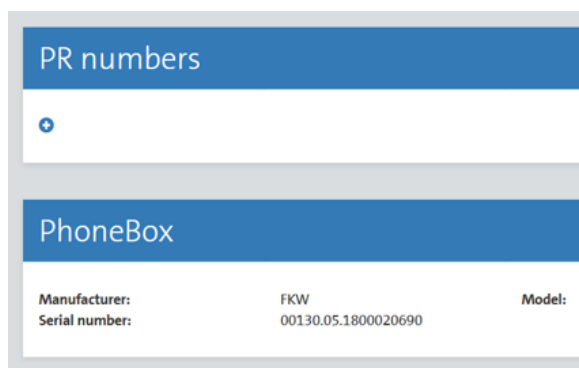 PR numbers
PhoneBox
Manufacturer: FKW Model:
Serial number: 00130.05.1800020690